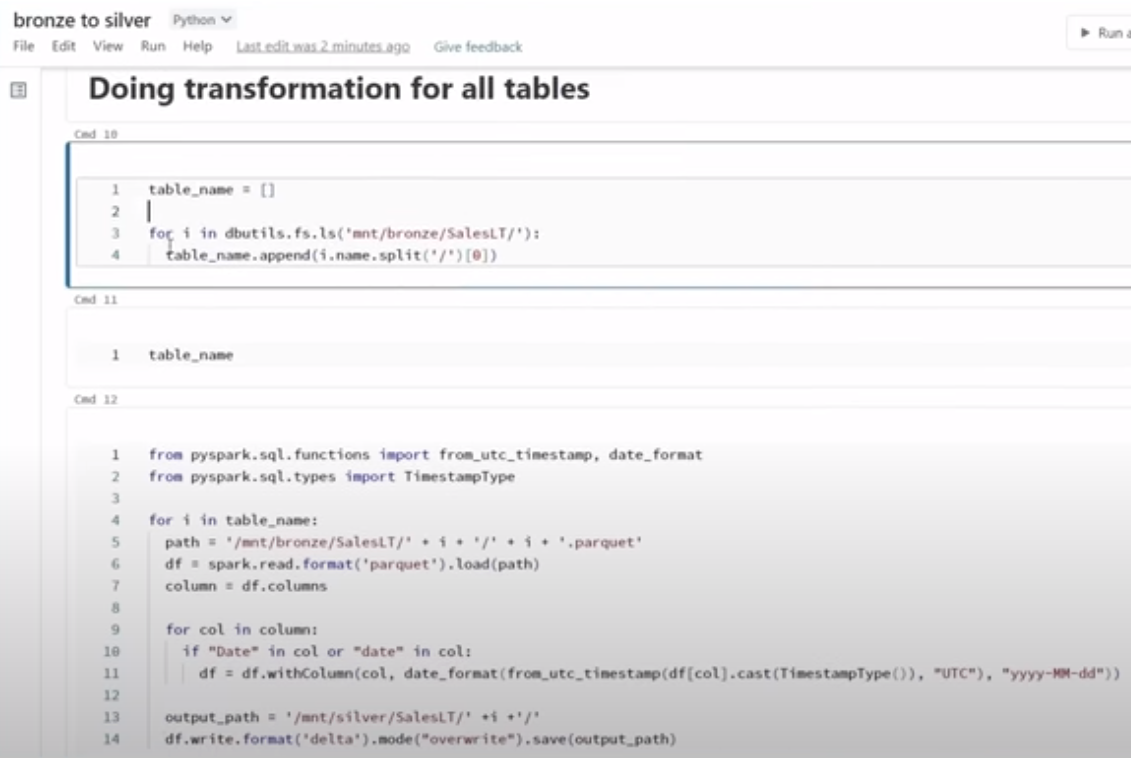 bronze to silver Python
File Edit View Run Help Last edit was 2 minutes ago Give feedback
Run a
Doing transformation for all tables
Cmd 10
1 table_name = []
2
3 for i in dbutils.fs.ls('mnt/bronze/SalesLT/'):
4 table_name.append(i.name.split('/')[0])
Cmd 11
1 table_name
Cmd 12
1 from pyspark.sql.functions import from_utc_timestamp, date_format
2 from pyspark.sql.types import TimestampType
3
4 for i in table_name:
5 path = '/mnt/bronze/SalesLT/' + i + '/' + i + '.parquet'
6 df = spark.read.format('parquet').load(path)
7 column = df.columns
8
9 for col in column:
10 if "Date" in col or "date" in col:
11 df = df.withColumn(col, date_format(from_utc_timestamp(df[col].cast(TimestampType()), "UTC"), "yyyy-MM-dd"))
12
13 output_path = '/mnt/silver/SalesLT/' +i +'/'
14 df.write.format('delta').mode("overwrite").save(output_path)